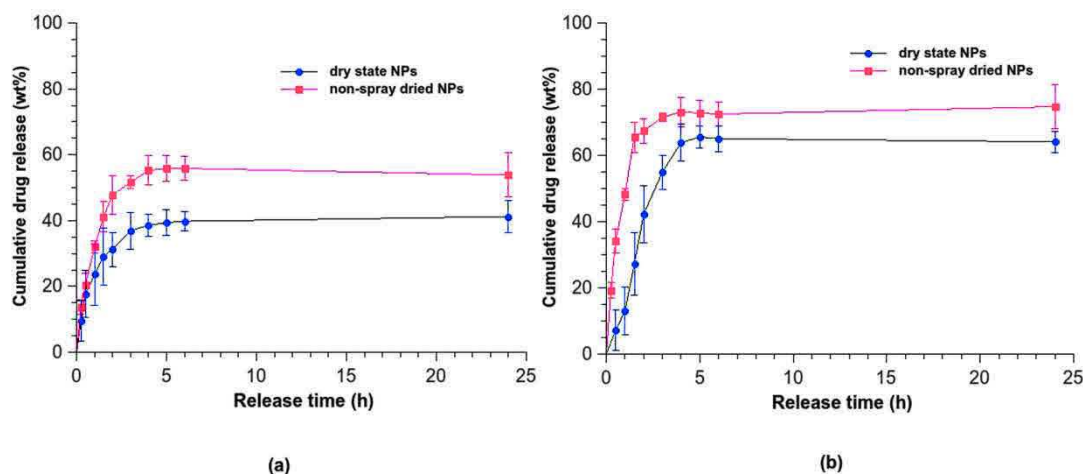 100
80
60
40
20
0
Cumulative drug release (wt%)
dry state NPs
non-spray dried NPs
0 5 10 15 20 25
Release time (h)
(a)
100
80
60
40
20
0
Cumulative drug release (wt%)
dry state NPs
non-spray dried NPs
0 5 10 15 20 25
Release time (h)
(b)